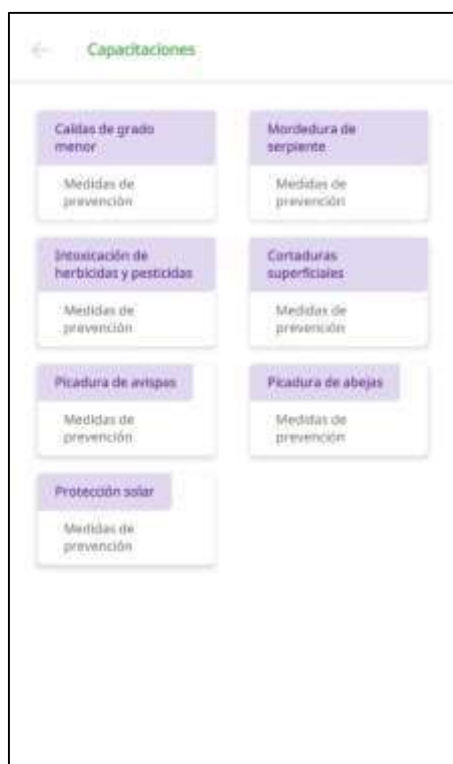 Capacitaciones
Caídas de grado
menor
Medidas de
prevención
Mordedura de
serpiente
Medidas de
prevención
Intoxicación de
herbicidas y pesticidas
Medidas de
prevención
Cortaduras
superficiales
Medidas de
prevención
Picadura de avispas
Medidas de
prevención
Picadura de abejas
Medidas de
prevención
Protección solar
Medidas de
prevención